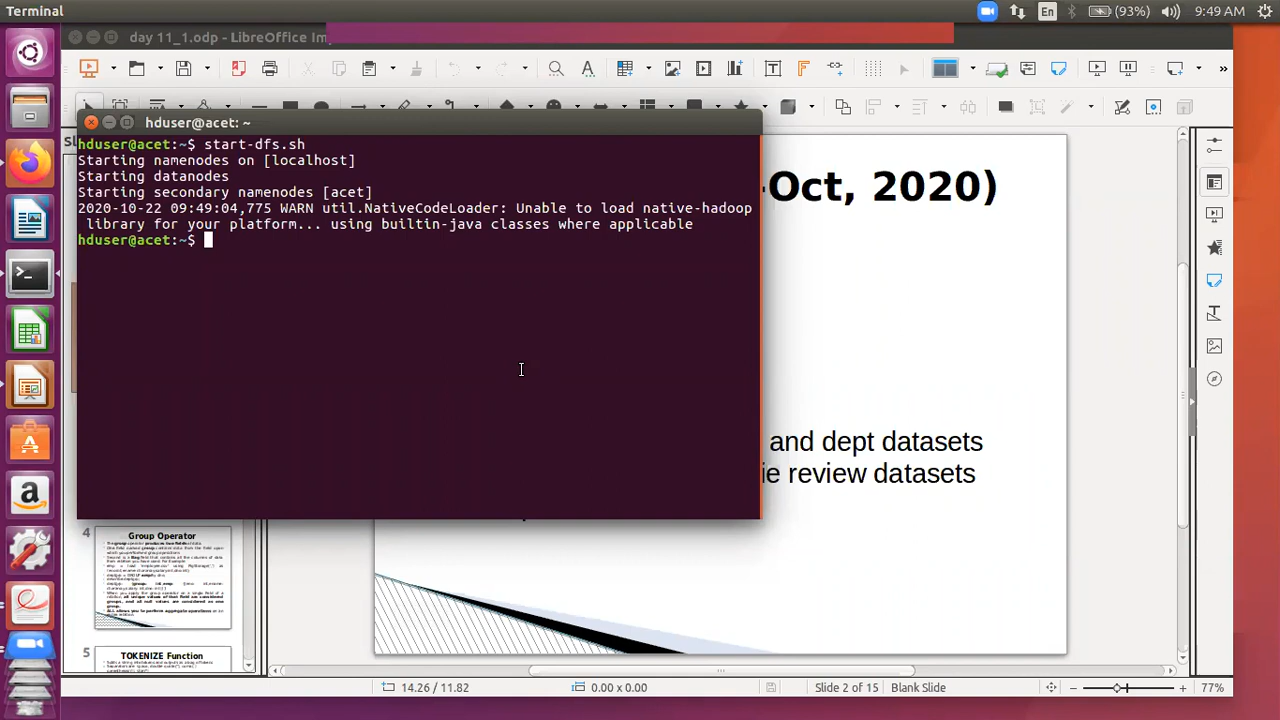 Terminal
En
(93%)
9:49 AM
day 11_1.odp - LibreOffice Im
hduser@acet: ~
hduser@acet:~$ start-dfs.sh
Starting namenodes on [localhost]
Starting datanodes
Starting secondary namenodes [acet]
2020-10-22 09:49:04,775 WARN util.NativeCodeLoader: Unable to load native-hadoop
library for your platform... using builtin-java classes where applicable
hduser@acet:~$
Oct, 2020)
and dept datasets
ie review datasets
4
Group Operator
5
TOKENIZE Function
14.26 / 11.82
0.00 x 0.00
Slide 2 of 15
Blank Slide
77%